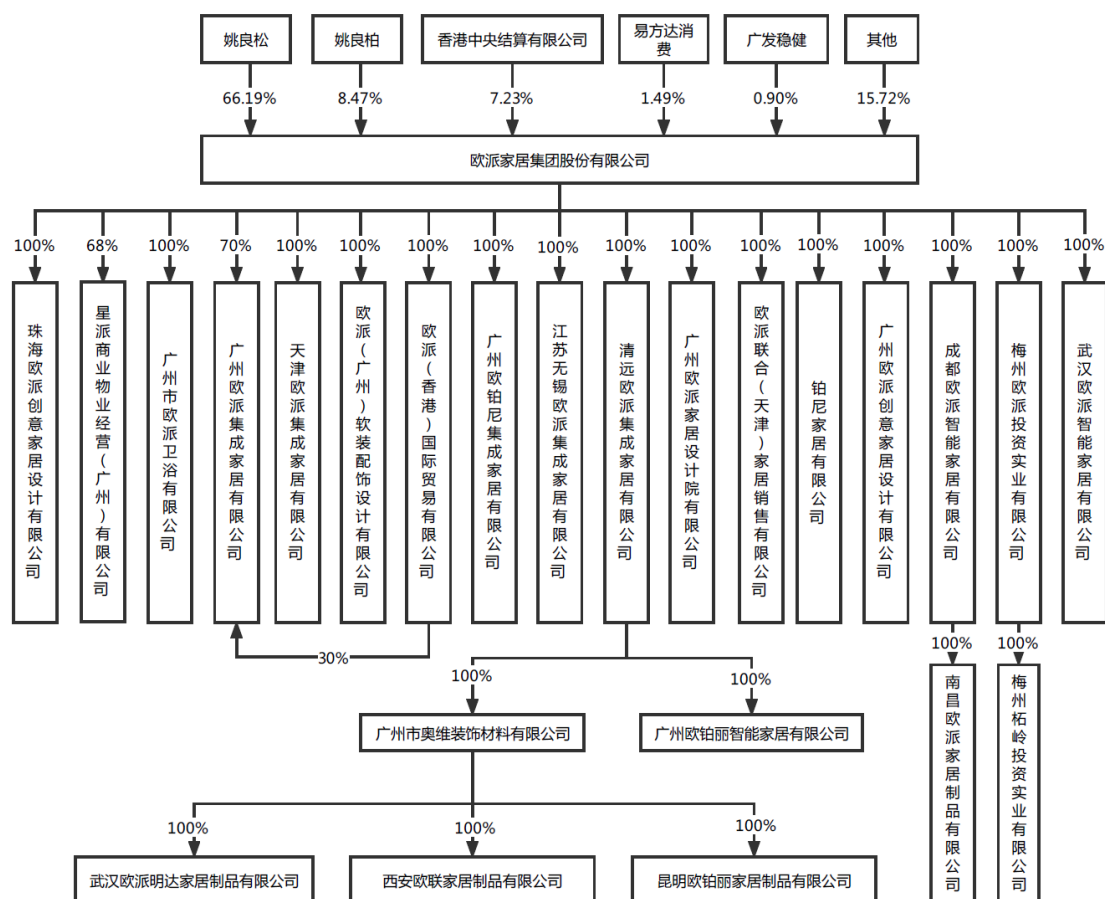 姚良松
姚良柏
香港中央结算有限公司
易方达消
费
广发稳健
其他
66.19%
8.47%
7.23%
1.49%
0.90%
15.72%
欧派家居集团股份有限公司
100%
68%
100%
70%
100%
100%
100%
100%
100%
100%
100%
100%
100%
100%
100%
100%
100%
珠海欧派创意家居设计有限公司
星派商业物业经营(广州)有限公司
广州市欧派卫浴有限公司
广州欧派集成家居有限公司
天津欧派集成家居有限公司
欧派(广州)软装配饰设计有限公司
欧派(香港)国际贸易有限公司
广州欧铂尼集成家居有限公司
江苏无锡欧派集成家居有限公司
清远欧派集成家居有限公司
广州欧派家居设计院有限公司
欧派联合(天津)家居销售有限公司
铂尼家居有限公司
广州欧派创意家居设计有限公司
成都欧派智能家居有限公司
梅州欧派投资实业有限公司
武汉欧派智能家居有限公司
30%
100%
100%
100%
100%
广州市奥维装饰材料有限公司
广州欧铂丽智能家居有限公司
南昌欧派家居制品有限公司
梅州柘岭投资实业有限公司
100%
100%
100%
武汉欧派明达家居制品有限公司
西安欧联家居制品有限公司
昆明欧铂丽家居制品有限公司